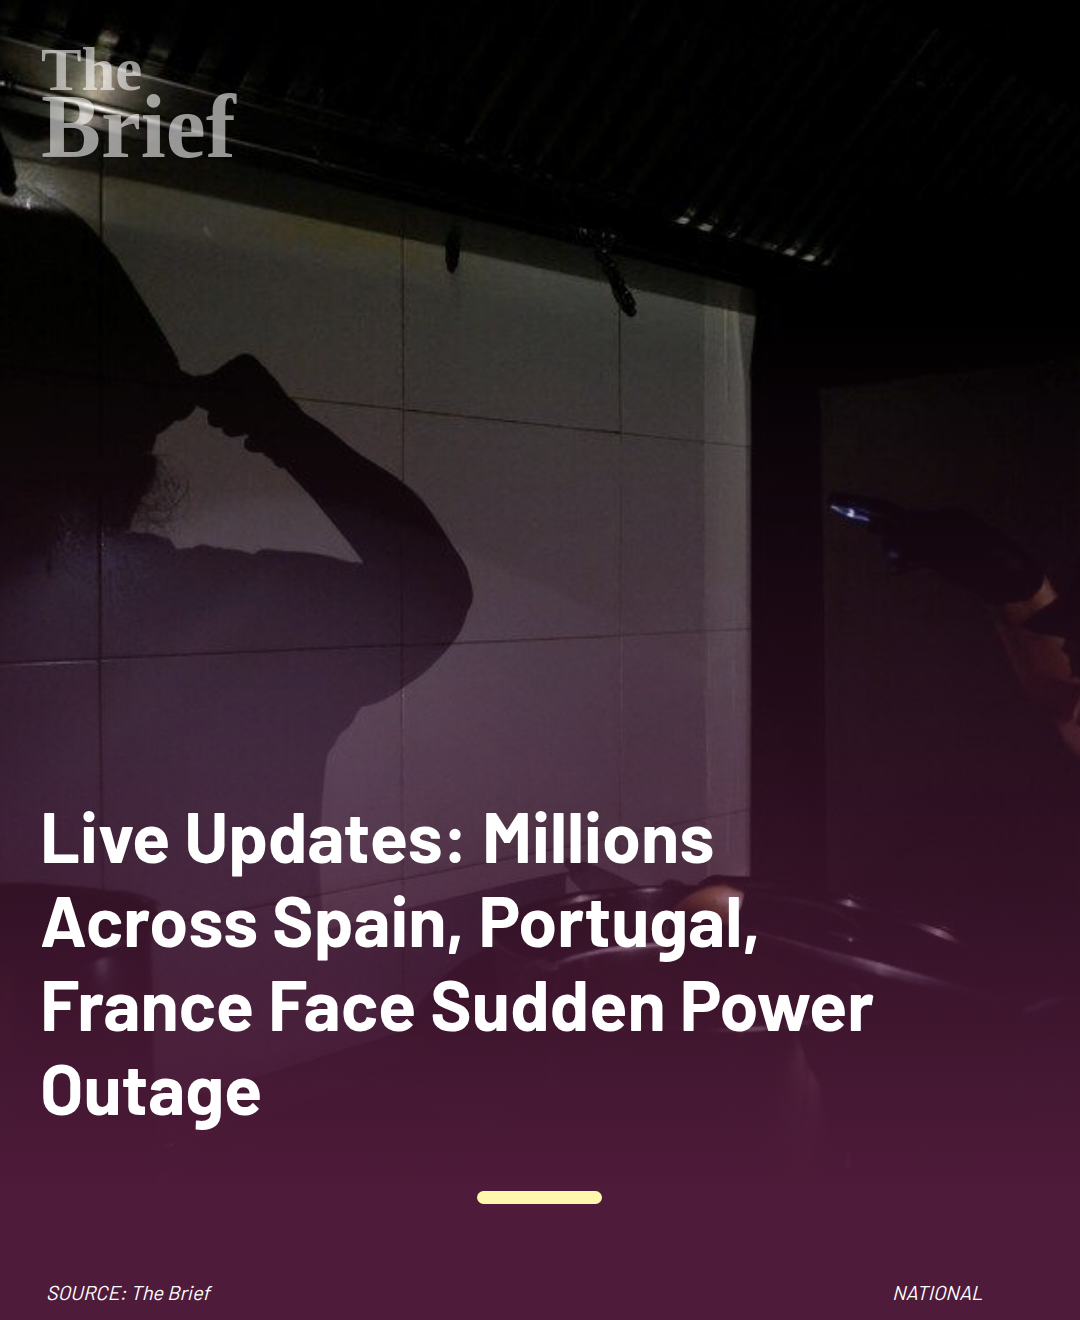 The
Brief
Live Updates: Millions
Across Spain, Portugal,
France Face Sudden Power
Outage
SOURCE: The Brief
NATIONAL